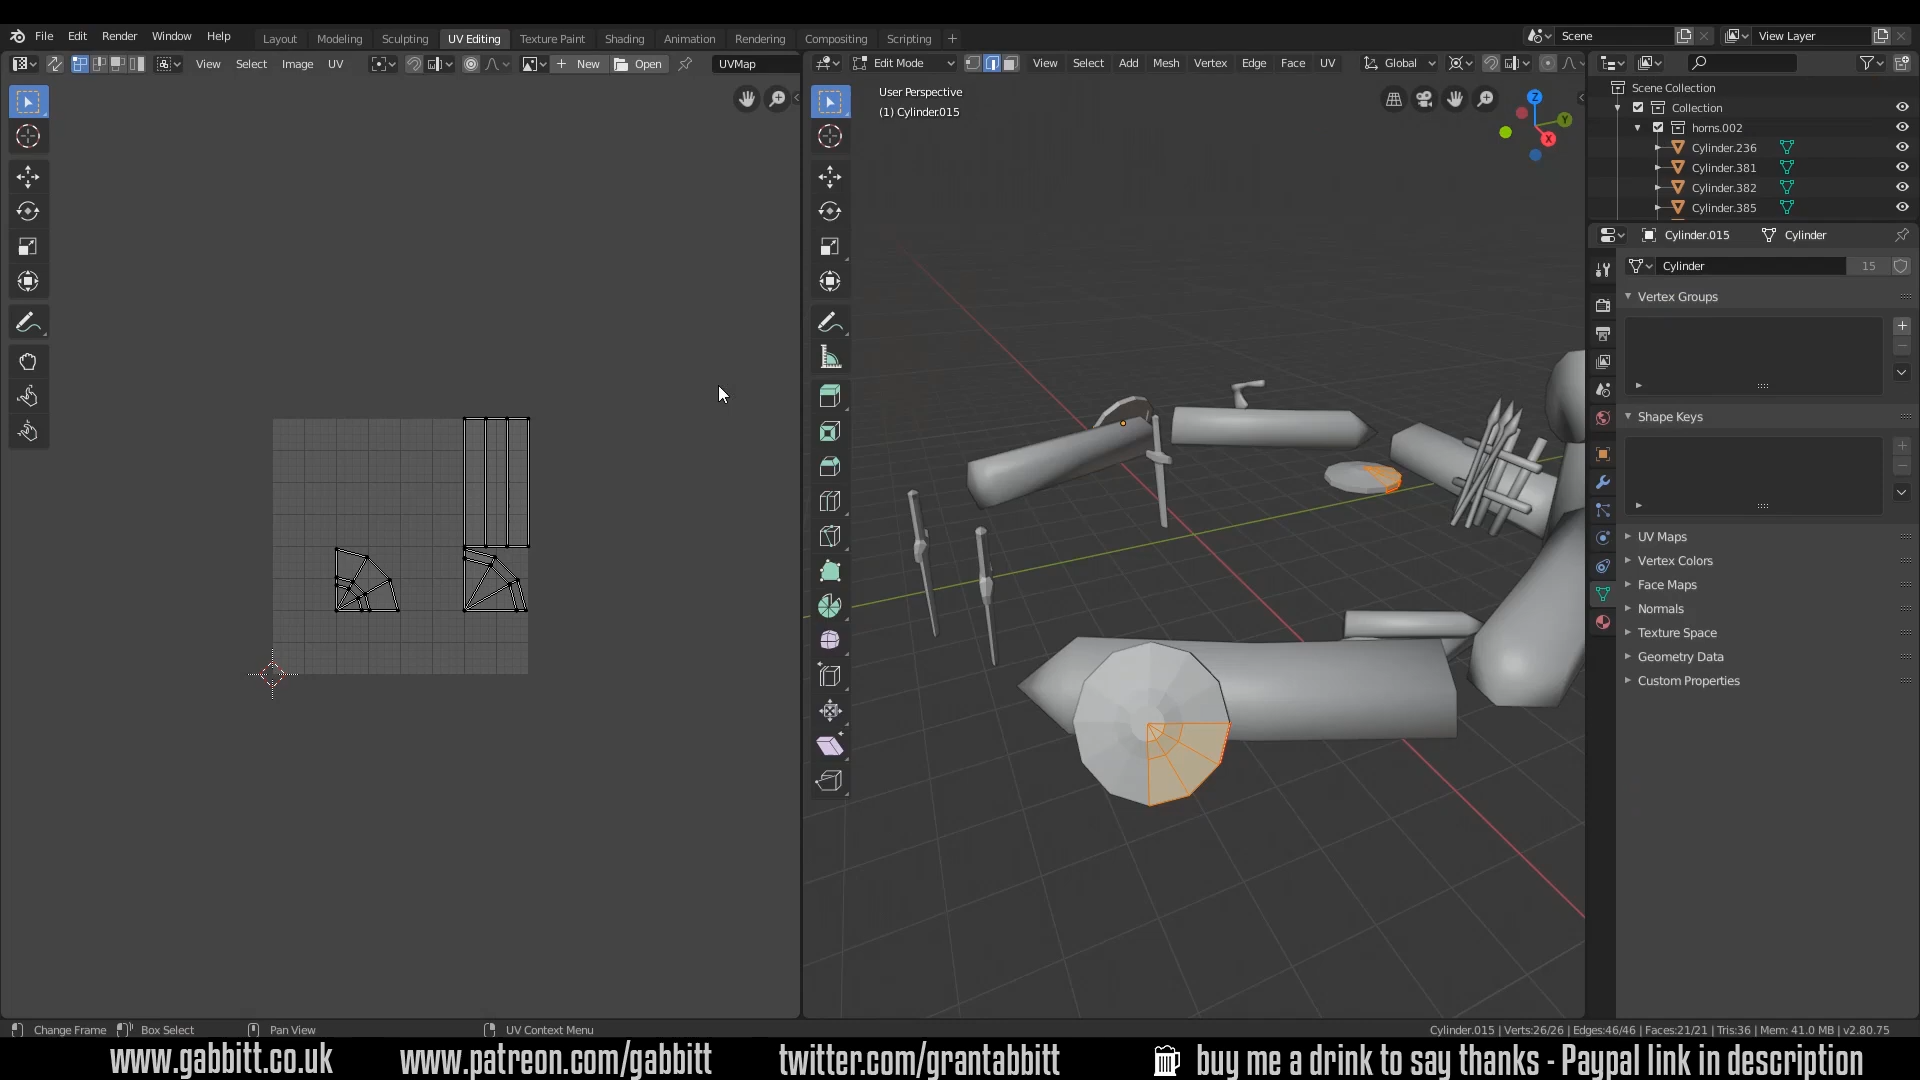 File Edit Render Window Help
Layout Modeling Sculpting UV Editing Texture Paint Shading Animation Rendering Compositing Scripting
Scene View Layer
View Select Image UV New Open UVMap
Edit Mode View Select Add Mesh Vertex Edge Face UV Global
User Perspective
(1) Cylinder.015
Z
Y
X
Scene Collection
Collection
horns.002
Cylinder.236
Cylinder.381
Cylinder.382
Cylinder.385
Cylinder.015 Cylinder
Cylinder 15
Vertex Groups
Shape Keys
UV Maps
Vertex Colors
Face Maps
Normals
Texture Space
Geometry Data
Custom Properties
Change Frame Box Select Pan View UV Context Menu
Cylinder.015 | Verts:26/26 | Edges:46/46 | Faces:21/21 | Tris:36 | Mem: 41.0 MB | v2.80.75
www.gabbitt.co.uk www.patreon.com/gabbitt twitter.com/grantabbitt buy me a drink to say thanks - Paypal link in description